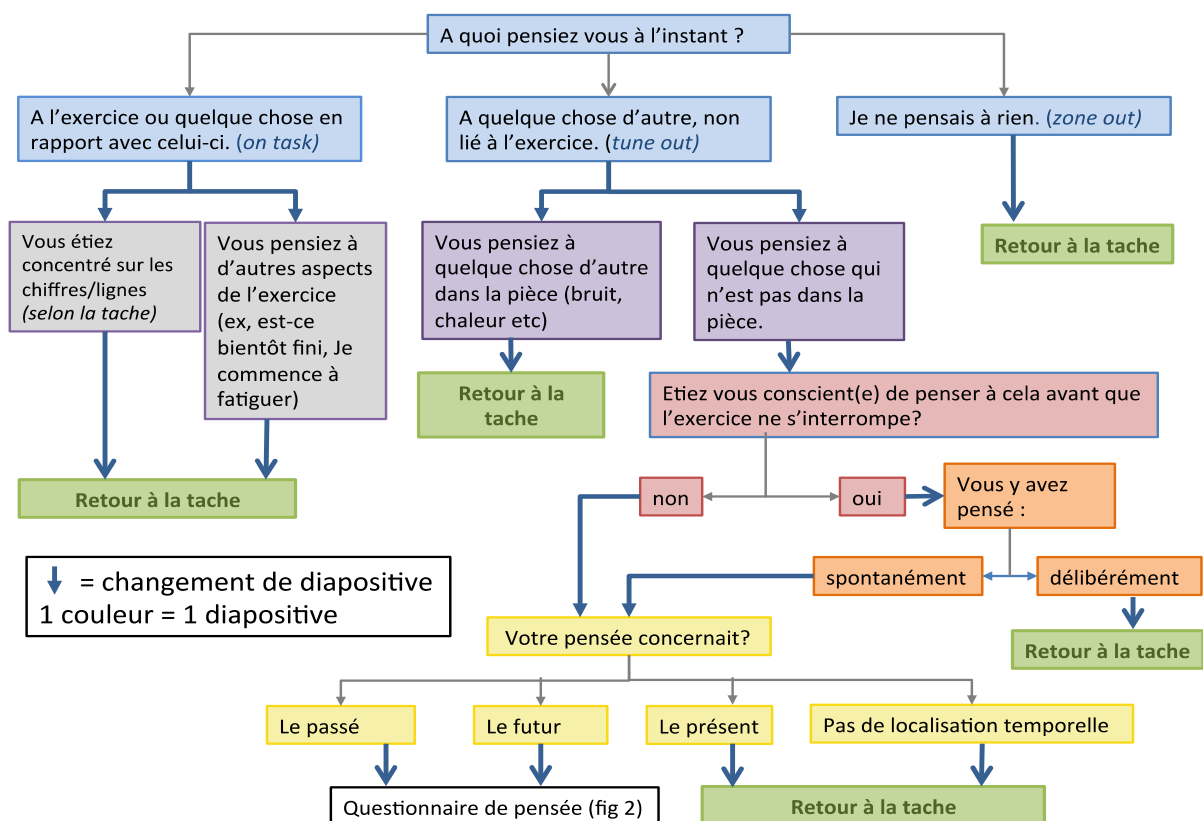 A quoi pensiez vous à l'instant ?
A l'exercice ou quelque chose en
rapport avec celui-ci. (on task)
A quelque chose d'autre, non
lié à l'exercice. (tune out)
Je ne pensais à rien. (zone out)
Vous étiez
concentré sur les
chiffres/lignes
(selon la tache)
Vous pensiez à
d'autres aspects
de l'exercice
(ex, est-ce
bientôt fini, Je
commence à
fatiguer)
Vous pensiez à
quelque chose d'autre
dans la pièce (bruit,
chaleur etc)
Vous pensiez à
quelque chose qui
n'est pas dans la
pièce.
Retour à la tache
Retour à la
tache
Etiez vous conscient(e) de penser à cela avant que
l'exercice ne s'interrompe?
Retour à la tache
non
oui
Vous y avez
pensé :
= changement de diapositive
1 couleur = 1 diapositive
spontanément
délibérément
Votre pensée concernait?
Retour à la tache
Le passé
Le futur
Le présent
Pas de localisation temporelle
Questionnaire de pensée (fig 2)
Retour à la tache